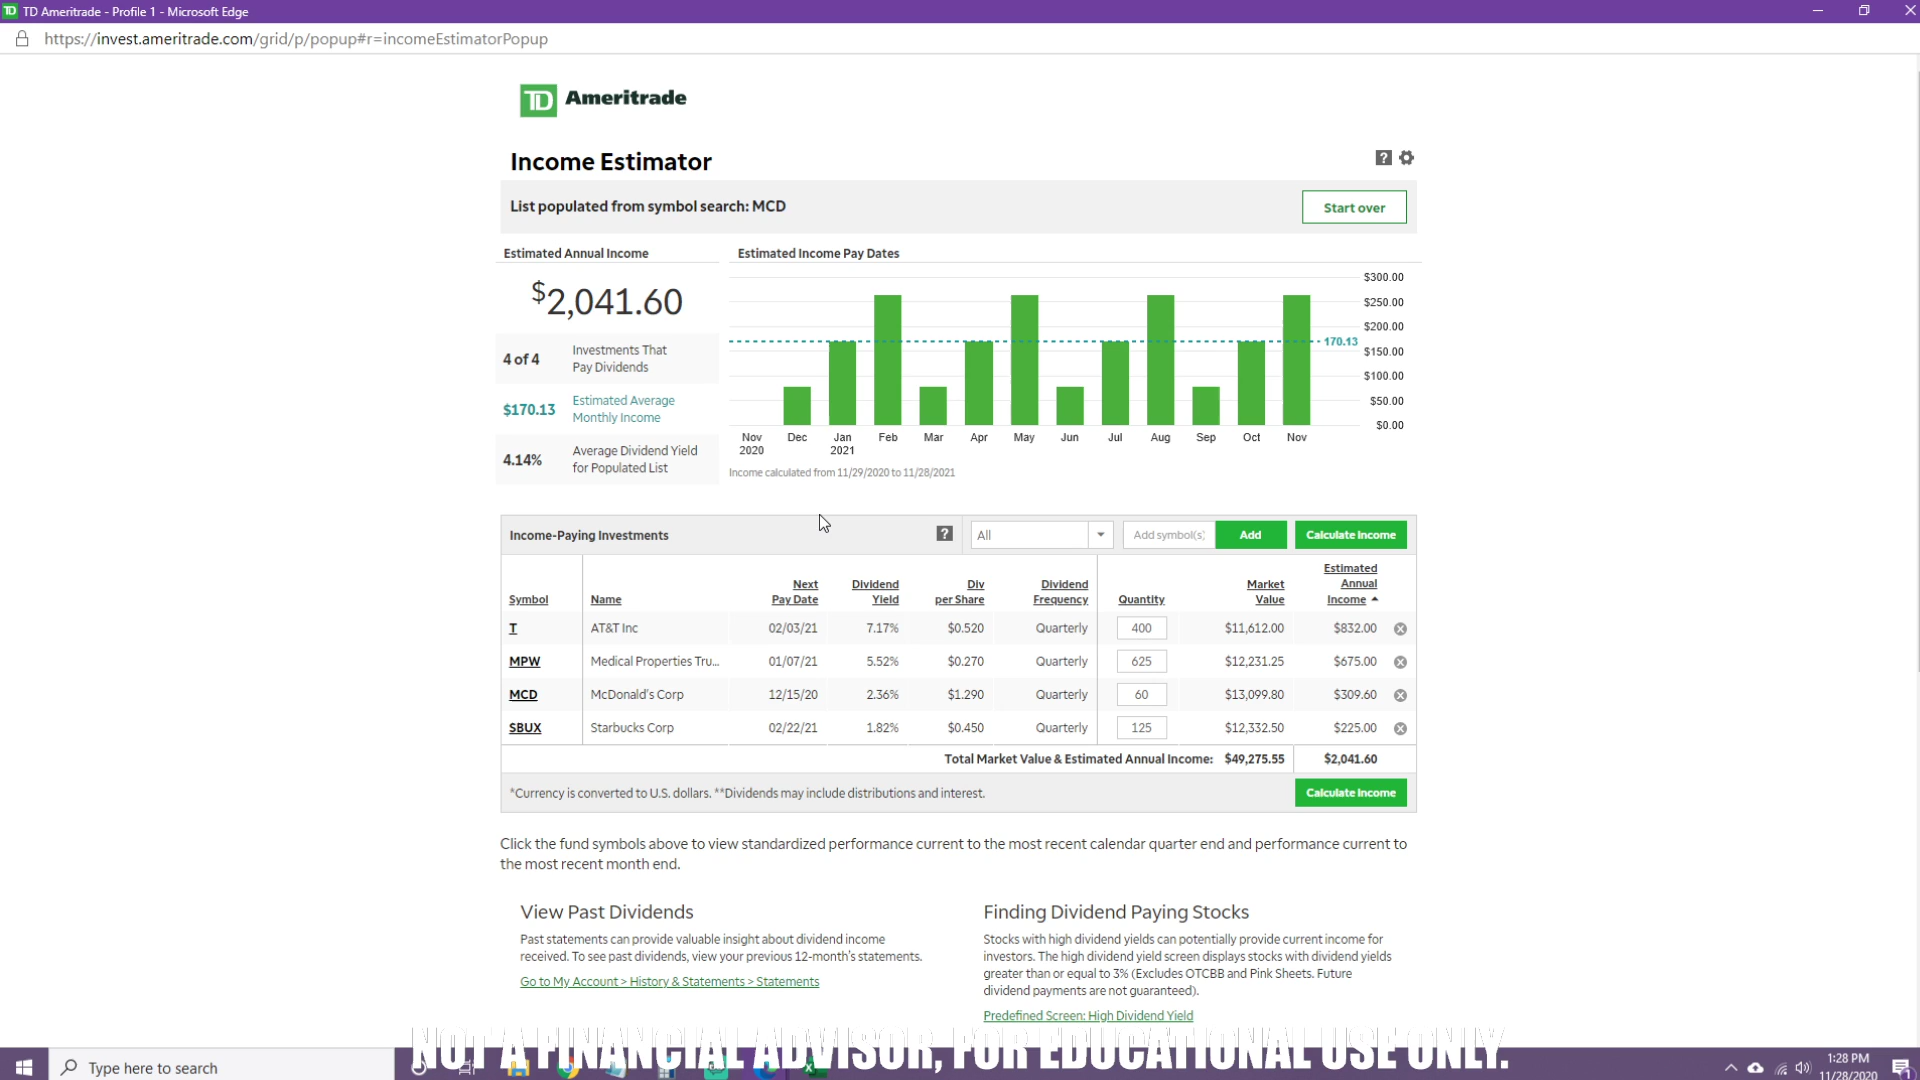 TD Ameritrade - Profile 1 - Microsoft Edge
https://invest.ameritrade.com/grid/p/popup#r=incomeEstimatorPopup
TD Ameritrade
Income Estimator
?
List populated from symbol search: MCD
Start over
Estimated Annual Income
Estimated Income Pay Dates
$2,041.60
4 of 4 Investments That
Pay Dividends
$170.13 Estimated Average
Monthly Income
4.14% Average Dividend Yield
for Populated List
$300.00
$250.00
$200.00
170.13
$150.00
$100.00
$50.00
$0.00
Nov Dec Jan Feb Mar Apr May Jun Jul Aug Sep Oct Nov
2020 2021
Income calculated from 11/29/2020 to 11/28/2021
Income-Paying Investments ? All Add symbol(s) Add Calculate Income
Symbol Name Next Pay Date Dividend Yield Div per Share Dividend Frequency Quantity Market Value Estimated Annual Income
T AT&T Inc 02/03/21 7.17% $0.520 Quarterly 400 $11,612.00 $832.00
MPW Medical Properties Tru... 01/07/21 5.52% $0.270 Quarterly 625 $12,231.25 $675.00
MCD McDonald's Corp 12/15/20 2.36% $1.290 Quarterly 60 $13,099.80 $309.60
SBUX Starbucks Corp 02/22/21 1.82% $0.450 Quarterly 125 $12,332.50 $225.00
Total Market Value & Estimated Annual Income: $49,275.55 $2,041.60
*Currency is converted to U.S. dollars. **Dividends may include distributions and interest.
Calculate Income
Click the fund symbols above to view standardized performance current to the most recent calendar quarter end and performance current to
the most recent month end.
View Past Dividends
Past statements can provide valuable insight about dividend income
received. To see past dividends, view your previous 12-month's statements.
Go to My Account > History & Statements > Statements
Finding Dividend Paying Stocks
Stocks with high dividend yields can potentially provide current income for
investors. The high dividend yield screen displays stocks with dividend yields
greater than or equal to 3% (Excludes OTCBB and Pink Sheets. Future
dividend payments are not guaranteed).
Predefined Screen: High Dividend Yield
NOT A FINANCIAL ADVISOR, FOR EDUCATIONAL USE ONLY.
Type here to search
1:28 PM
11/28/2020
1